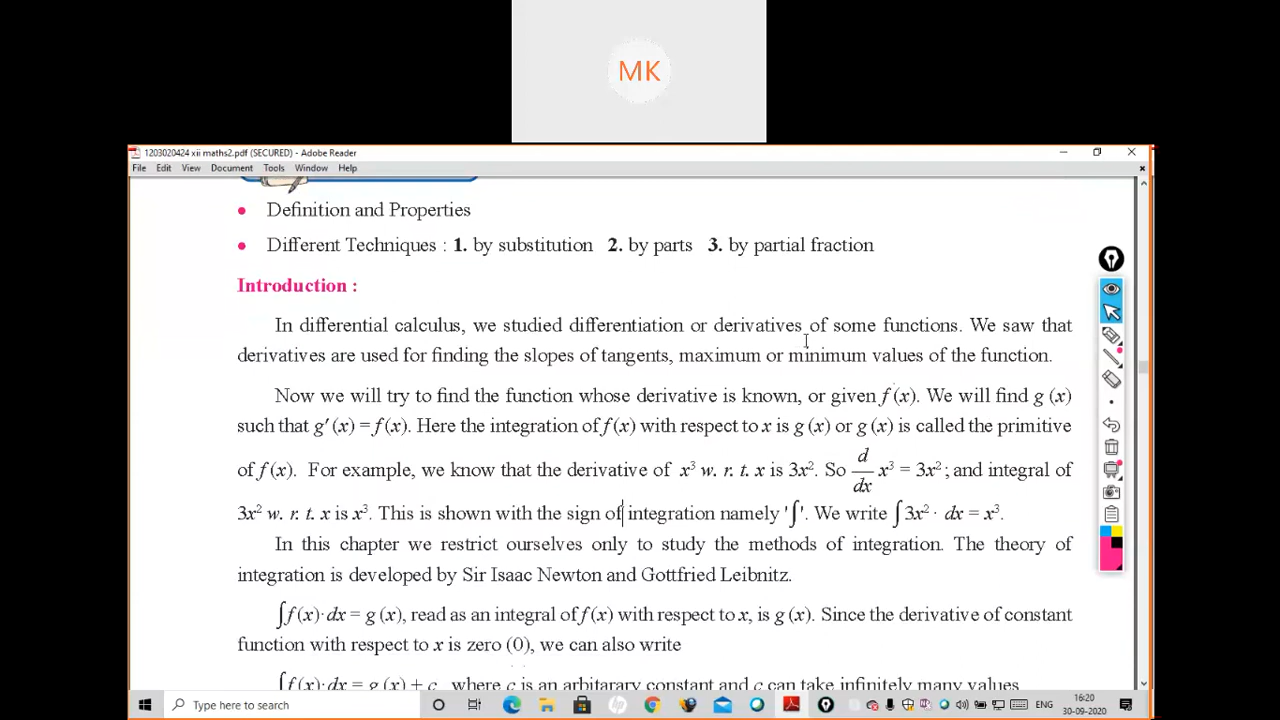 MK
1203020424 xii maths2.pdf (SECURED) - Adobe Reader
File Edit View Document Tools Window Help
• Definition and Properties
• Different Techniques : 1. by substitution 2. by parts 3. by partial fraction
Introduction :
In differential calculus, we studied differentiation or derivatives of some functions. We saw that
derivatives are used for finding the slopes of tangents, maximum or minimum values of the function.
Now we will try to find the function whose derivative is known, or given f (x). We will find g (x)
such that g′ (x) = f (x). Here the integration of f (x) with respect to x is g (x) or g (x) is called the primitive
of f (x). For example, we know that the derivative of x³ w. r. t. x is 3x². So d/dx x³ = 3x² ; and integral of
3x² w. r. t. x is x³. This is shown with the sign of integration namely '∫'. We write ∫ 3x² · dx = x³.
In this chapter we restrict ourselves only to study the methods of integration. The theory of
integration is developed by Sir Isaac Newton and Gottfried Leibnitz.
∫ f (x)· dx = g (x), read as an integral of f (x) with respect to x, is g (x). Since the derivative of constant
function with respect to x is zero (0), we can also write
∫ f (x)· dx = g (x) + c where c is an arbitarary constant and c can take infinitely many values
Type here to search
ENG
16:20
30-09-2020